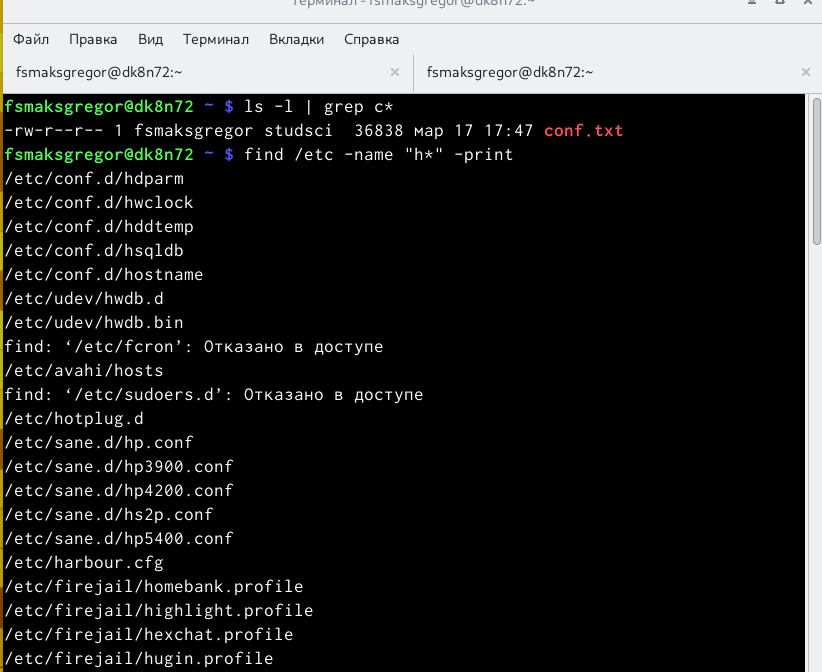 Терминал - fsmaksgregor@dk8n72:~
Файл Правка Вид Терминал Вкладки Справка
fsmaksgregor@dk8n72:~ × fsmaksgregor@dk8n72:~ ×
fsmaksgregor@dk8n72 ~ $ ls -l | grep c*
-rw-r--r-- 1 fsmaksgregor studsci  36838 мар 17 17:47 conf.txt
fsmaksgregor@dk8n72 ~ $ find /etc -name "h*" -print
/etc/conf.d/hdparm
/etc/conf.d/hwclock
/etc/conf.d/hddtemp
/etc/conf.d/hsqldb
/etc/conf.d/hostname
/etc/udev/hwdb.d
/etc/udev/hwdb.bin
find: ‘/etc/fcron’: Отказано в доступе
/etc/avahi/hosts
find: ‘/etc/sudoers.d’: Отказано в доступе
/etc/hotplug.d
/etc/sane.d/hp.conf
/etc/sane.d/hp3900.conf
/etc/sane.d/hp4200.conf
/etc/sane.d/hs2p.conf
/etc/sane.d/hp5400.conf
/etc/harbour.cfg
/etc/firejail/homebank.profile
/etc/firejail/highlight.profile
/etc/firejail/hexchat.profile
/etc/firejail/hugin.profile